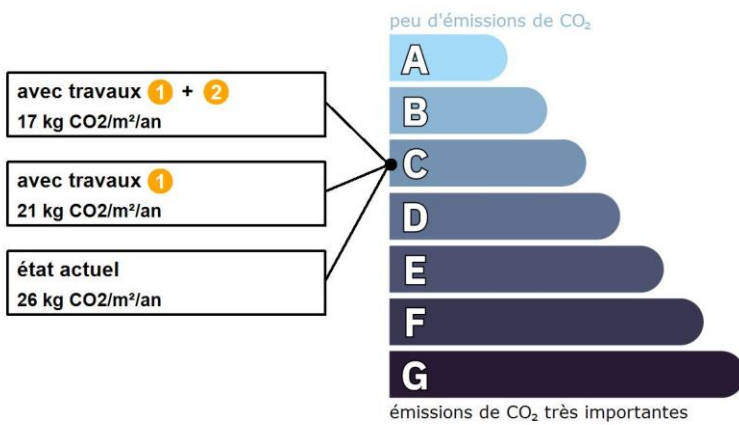 peu d'émissions de CO₂
A
avec travaux 1 + 2
17 kg CO2/m²/an
B
C
avec travaux 1
21 kg CO2/m²/an
D
état actuel
26 kg CO2/m²/an
E
F
G
émissions de CO₂ très importantes